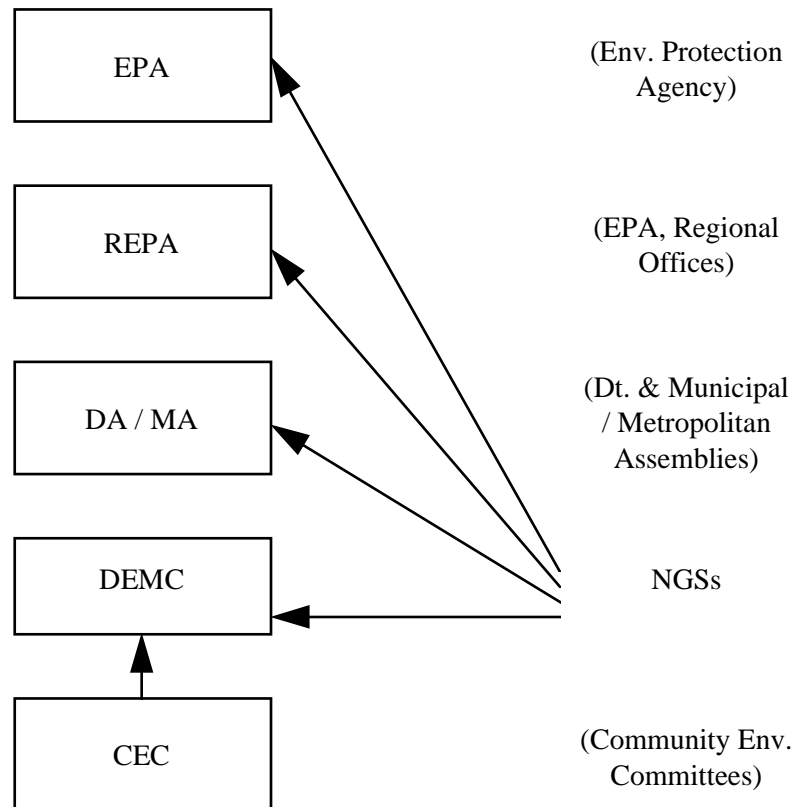 EPA
(Env. Protection
Agency)
REPA
(EPA, Regional
Offices)
DA / MA
(Dt. & Municipal
/ Metropolitan
Assemblies)
DEMC
NGSs
CEC
(Community Env.
Committees)